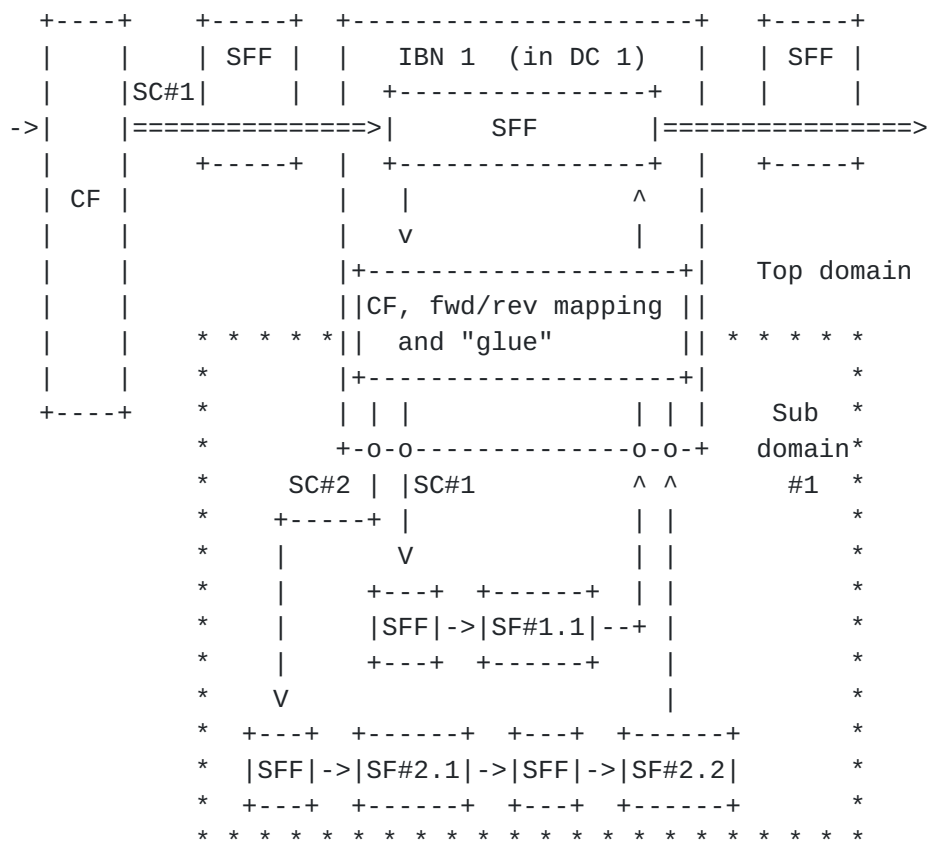 SFF IBN 1 (in DC 1) SFF
SC#1
-> SFF
CF
v
Top domain
CF, fwd/rev mapping
and "glue"
Sub
o-o o-o domain
SC#2 SC#1 #1
V
SFF -> SF#1.1
V
SFF -> SF#2.1 -> SFF -> SF#2.2